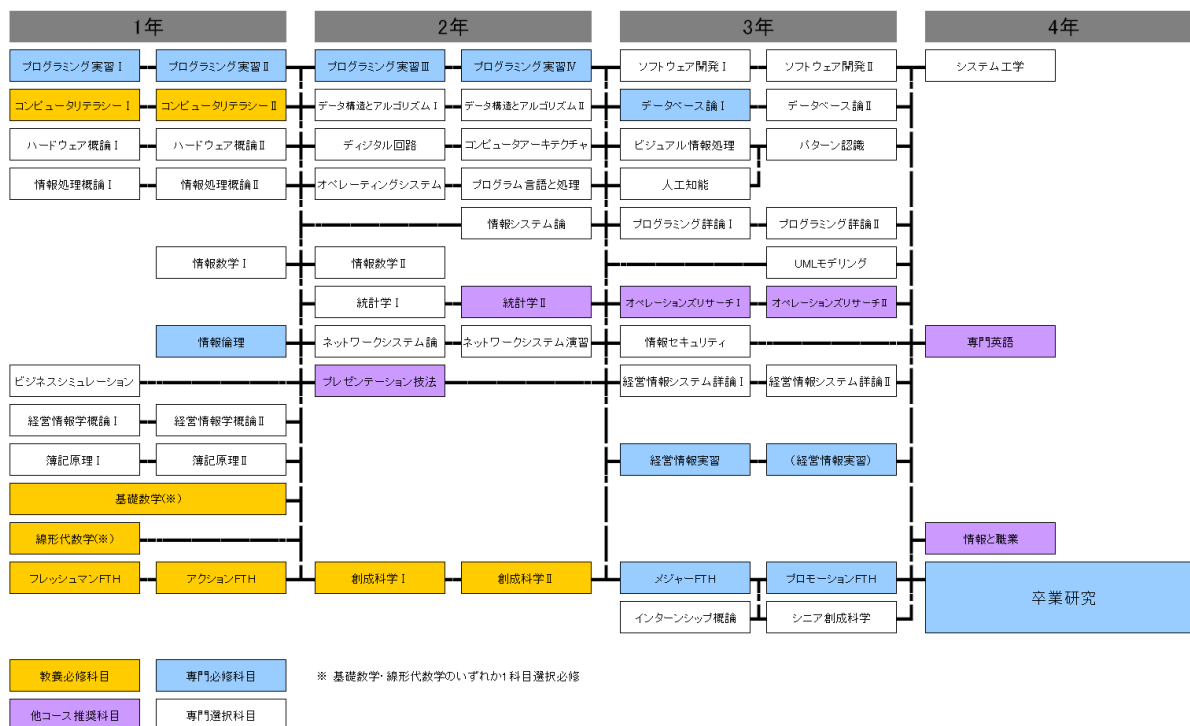 1年 2年 3年 4年
プログラミング実習Ⅰ プログラミング実習Ⅱ プログラミング実習Ⅲ プログラミング実習Ⅳ ソフトウェア開発Ⅰ ソフトウェア開発Ⅱ システム工学
コンピュータリテラシーⅠ コンピュータリテラシーⅡ データ構造とアルゴリズムⅠ データ構造とアルゴリズムⅡ データベース論Ⅰ データベース論Ⅱ
ハードウェア概論Ⅰ ハードウェア概論Ⅱ ディジタル回路 コンピュータアーキテクチャ ビジュアル情報処理 パターン認識
情報処理概論Ⅰ 情報処理概論Ⅱ オペレーティングシステム プログラム言語と処理 人工知能
情報システム論 プログラミング詳論Ⅰ プログラミング詳論Ⅱ
情報数学Ⅰ 情報数学Ⅱ UMLモデリング
統計学Ⅰ 統計学Ⅱ オペレーションズリサーチⅠ オペレーションズリサーチⅡ
情報倫理 ネットワークシステム論 ネットワークシステム演習 情報セキュリティ 専門英語
ビジネスシミュレーション プレゼンテーション技法 経営情報システム詳論Ⅰ 経営情報システム詳論Ⅱ
経営情報学概論Ⅰ 経営情報学概論Ⅱ
簿記原理Ⅰ 簿記原理Ⅱ 経営情報実習 (経営情報実習)
基礎数学(※)
線形代数学(※) 情報と職業
フレッシュマンFTH アクションFTH 創成科学Ⅰ 創成科学Ⅱ メジャーFTH プロモーションFTH 卒業研究
インターンシップ概論 シニア創成科学
教養必修科目 専門必修科目 ※ 基礎数学・線形代数学のいずれか1科目選択必修
他コース推奨科目 専門選択科目